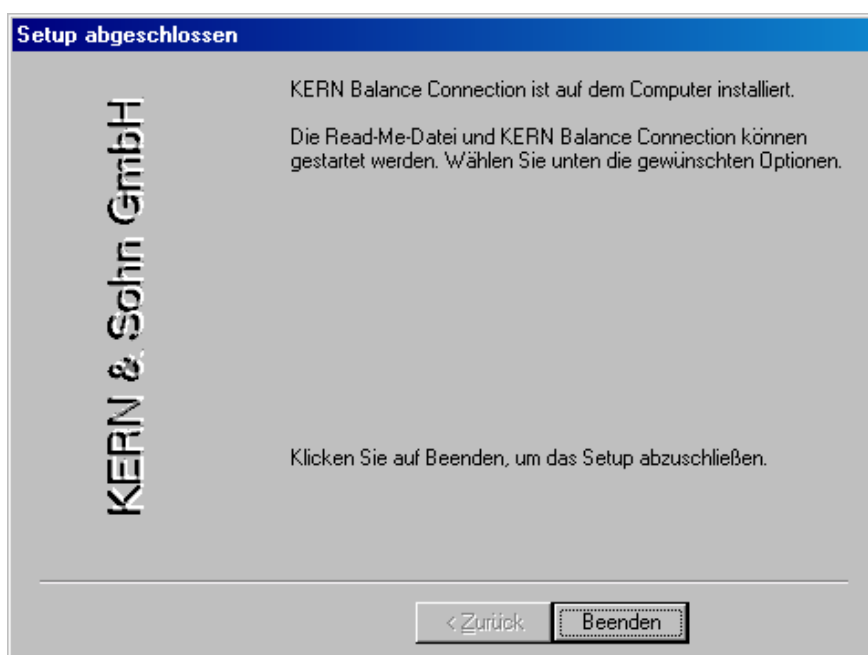 Setup abgeschlossen
KERN & Sohn GmbH
KERN Balance Connection ist auf dem Computer installiert.
Die Read-Me-Datei und KERN Balance Connection können
gestartet werden. Wählen Sie unten die gewünschten Optionen.
Klicken Sie auf Beenden, um das Setup abzuschließen.
< Zurück
Beenden